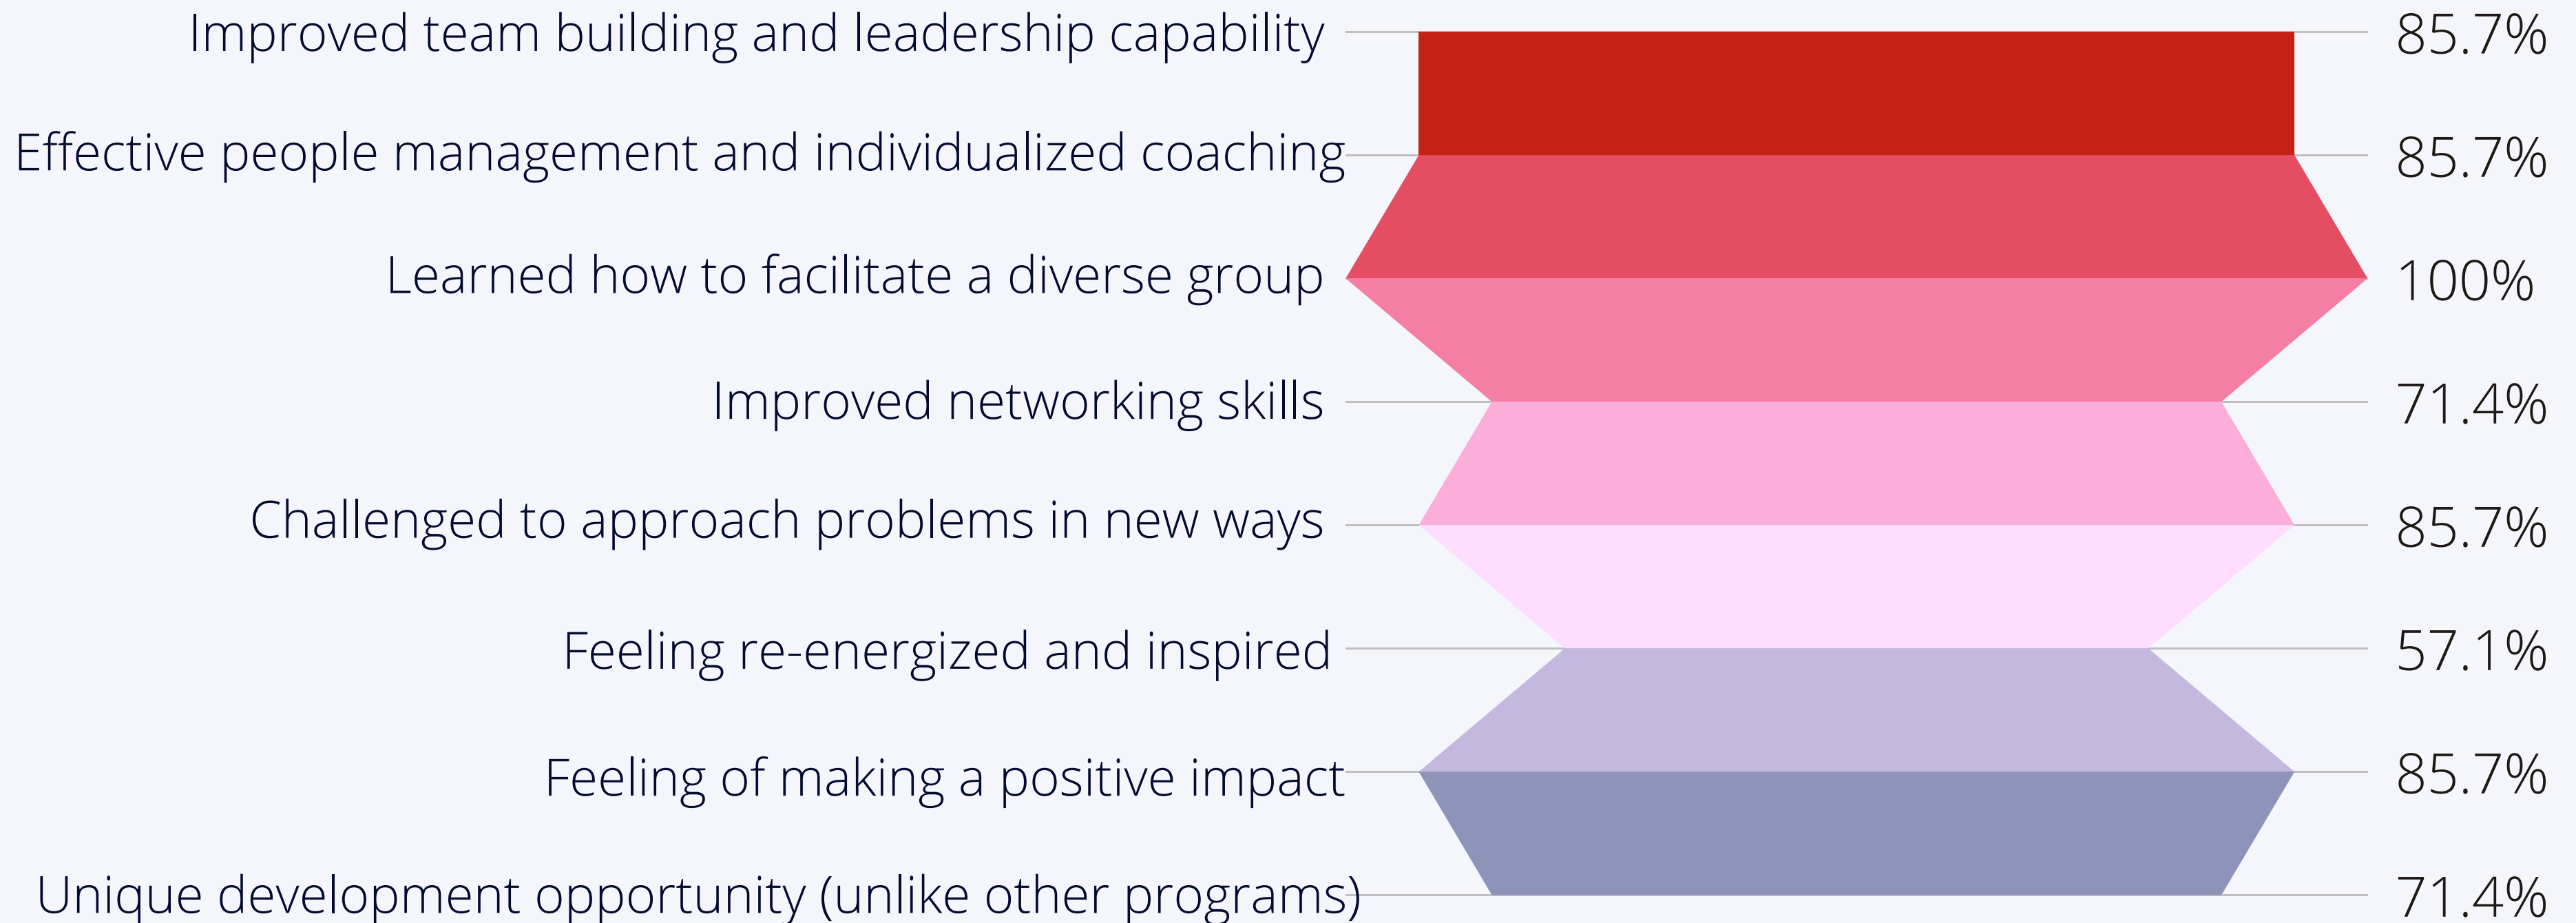 Improved team building and leadership capability 85.7%
Effective people management and individualized coaching 85.7%
Learned how to facilitate a diverse group 100%
Improved networking skills 71.4%
Challenged to approach problems in new ways 85.7%
Feeling re-energized and inspired 57.1%
Feeling of making a positive impact 85.7%
Unique development opportunity (unlike other programs) 71.4%